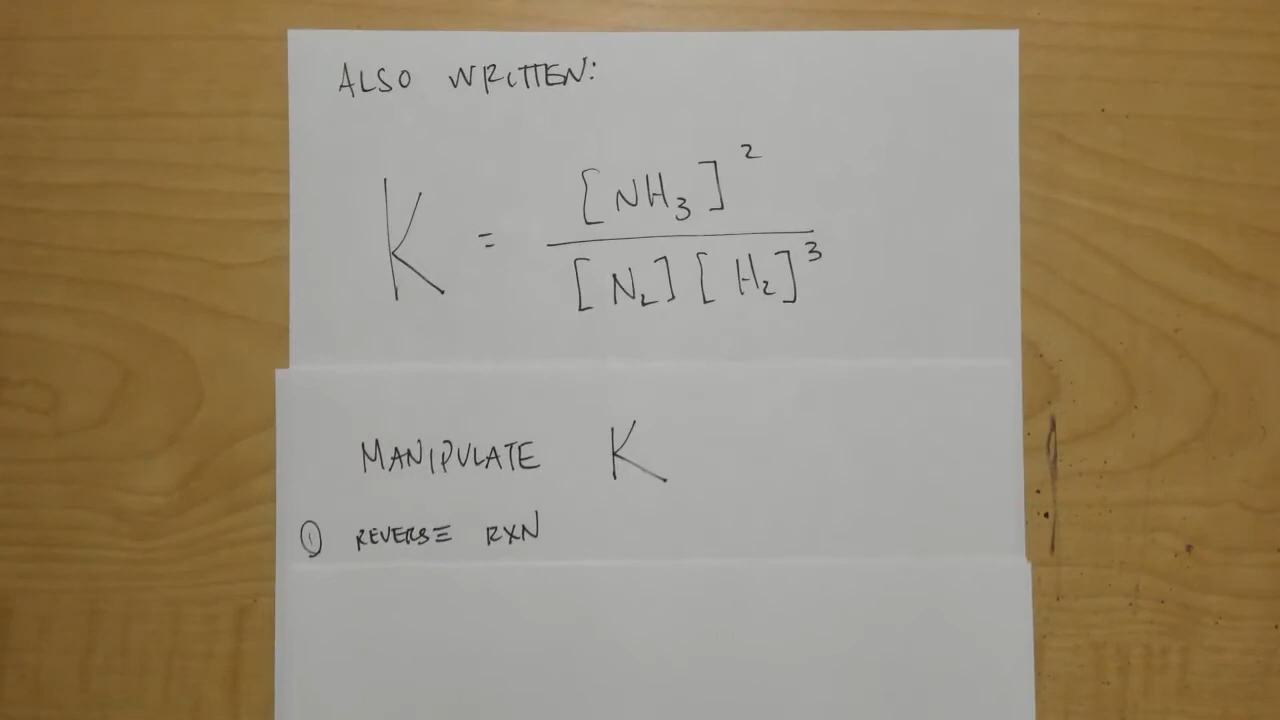 ALSO WRITTEN:
K = [NH₃]² / [N₂][H₂]³
MANIPULATE K
① REVERSE RXN